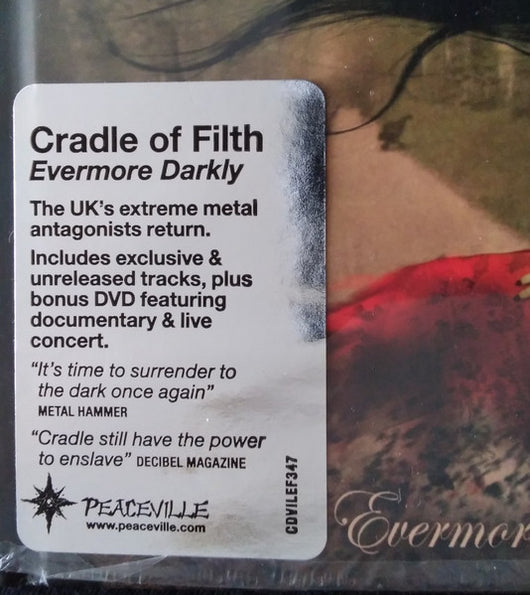 Cradle of Filth
Evermore Darkly
The UK's extreme metal
antagonists return.
Includes exclusive &
unreleased tracks, plus
bonus DVD featuring
documentary & live
concert.
“It's time to surrender to
the dark once again”
METAL HAMMER
“Cradle still have the power
to enslave” DECIBEL MAGAZINE
PEACEVILLE
www.peaceville.com
CDVILEF347
Evermor